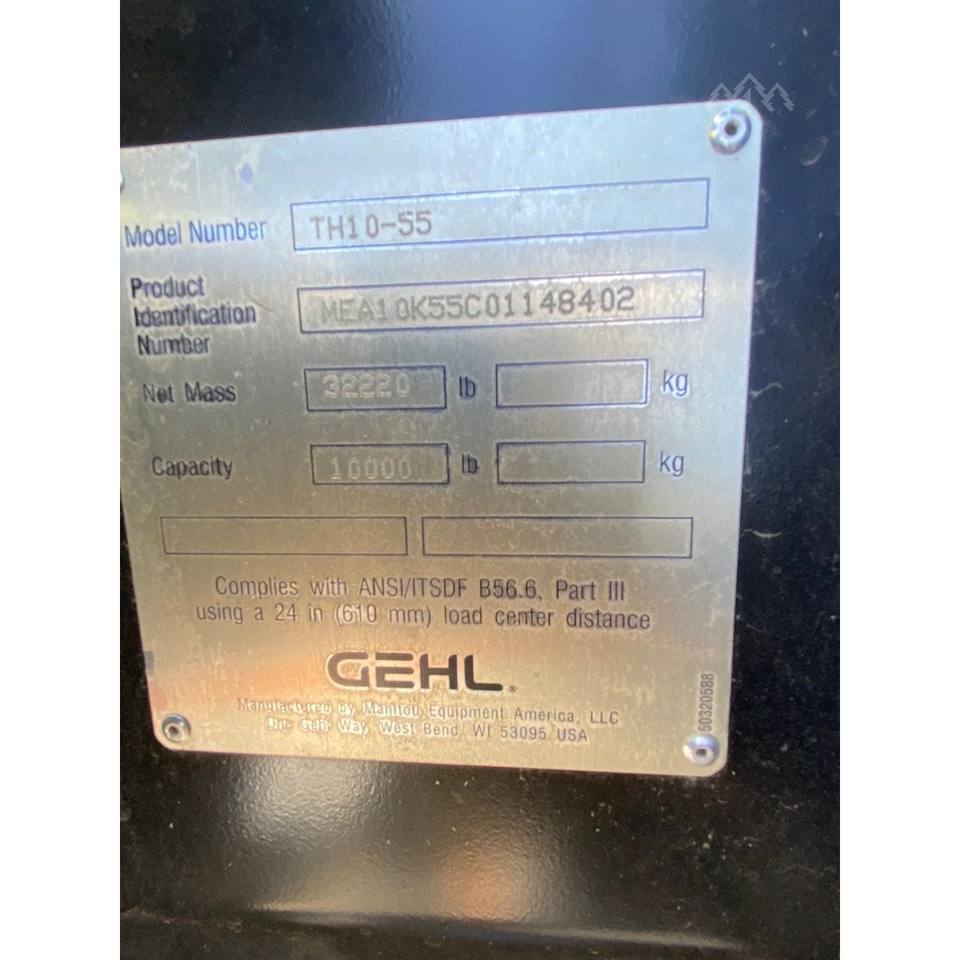 Model Number TH10-55
Product
Identification
Number
MEA10K55C01148402
Net Mass 32220 lb kg
Capacity 10000 lb kg
Complies with ANSI/ITSDF B56.6, Part III
using a 24 in (610 mm) load center distance
GEHL®
Manufactured by Manitou Equipment America, LLC
One Gehl Way, West Bend, WI 53095 USA
50320588